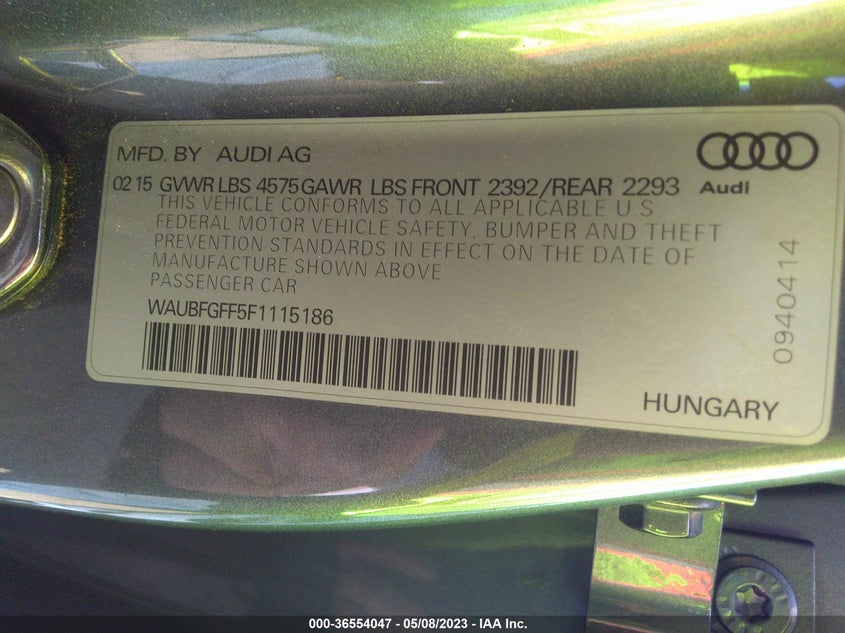 MFD. BY AUDI AG
Audi
02 15 GVWR LBS 4575 GAWR LBS FRONT 2392/REAR 2293
THIS VEHICLE CONFORMS TO ALL APPLICABLE U.S
FEDERAL MOTOR VEHICLE SAFETY, BUMPER AND THEFT
PREVENTION STANDARDS IN EFFECT ON THE DATE OF
MANUFACTURE SHOWN ABOVE
PASSENGER CAR
WAUBFGFF5F1115186
0940414
HUNGARY
000-36554047 - 05/08/2023 - IAA Inc.